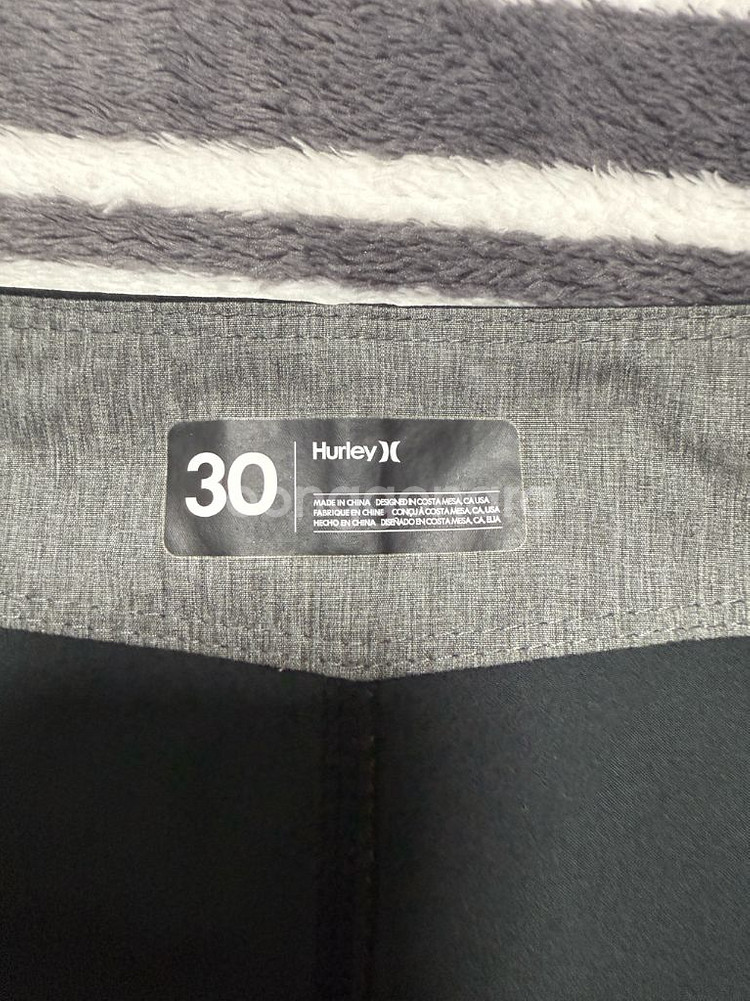 30
Hurley
MADE IN CHINA DESIGNED IN COSTA MESA, CA USA
FABRIQUE EN CHINE CONÇU Á COSTA MESA, CA, USA
HECHO EN CHINA DISEÑADO EN COSTA MESA, CA, EUA